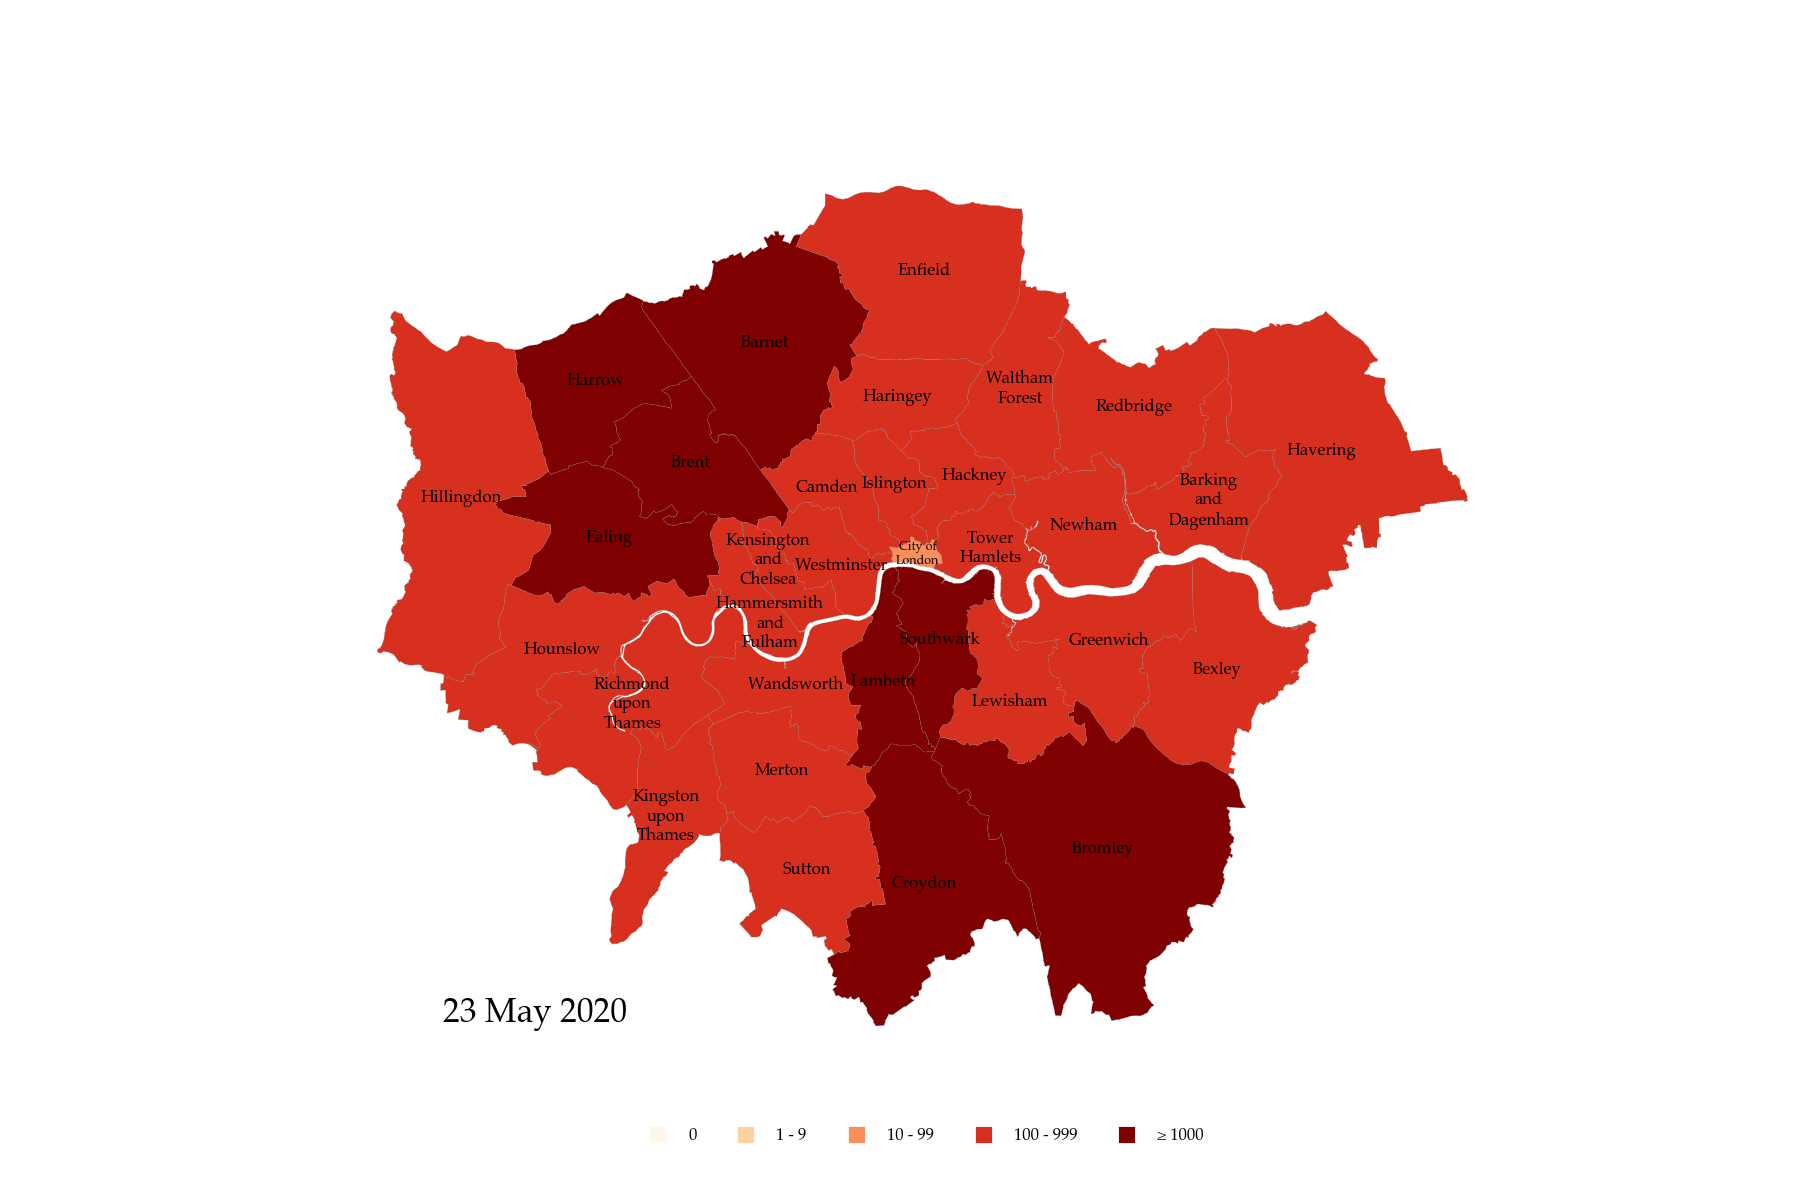 Enfield
Barnet
Harrow
Waltham
Forest
Haringey
Redbridge
Havering
Brent
Hackney
Islington
Camden
Hillingdon
Barking
and
Dagenham
Newham
Ealing
Kensington
and
Chelsea
Westminster
City of
London
Tower
Hamlets
Hammersmith
and
Fulham
Southwark
Greenwich
Hounslow
Bexley
Richmond
upon
Thames
Wandsworth
Lambeth
Lewisham
Merton
Kingston
upon
Thames
Bromley
Sutton
Croydon
23 May 2020
0 1 - 9 10 - 99 100 - 999 ≥ 1000